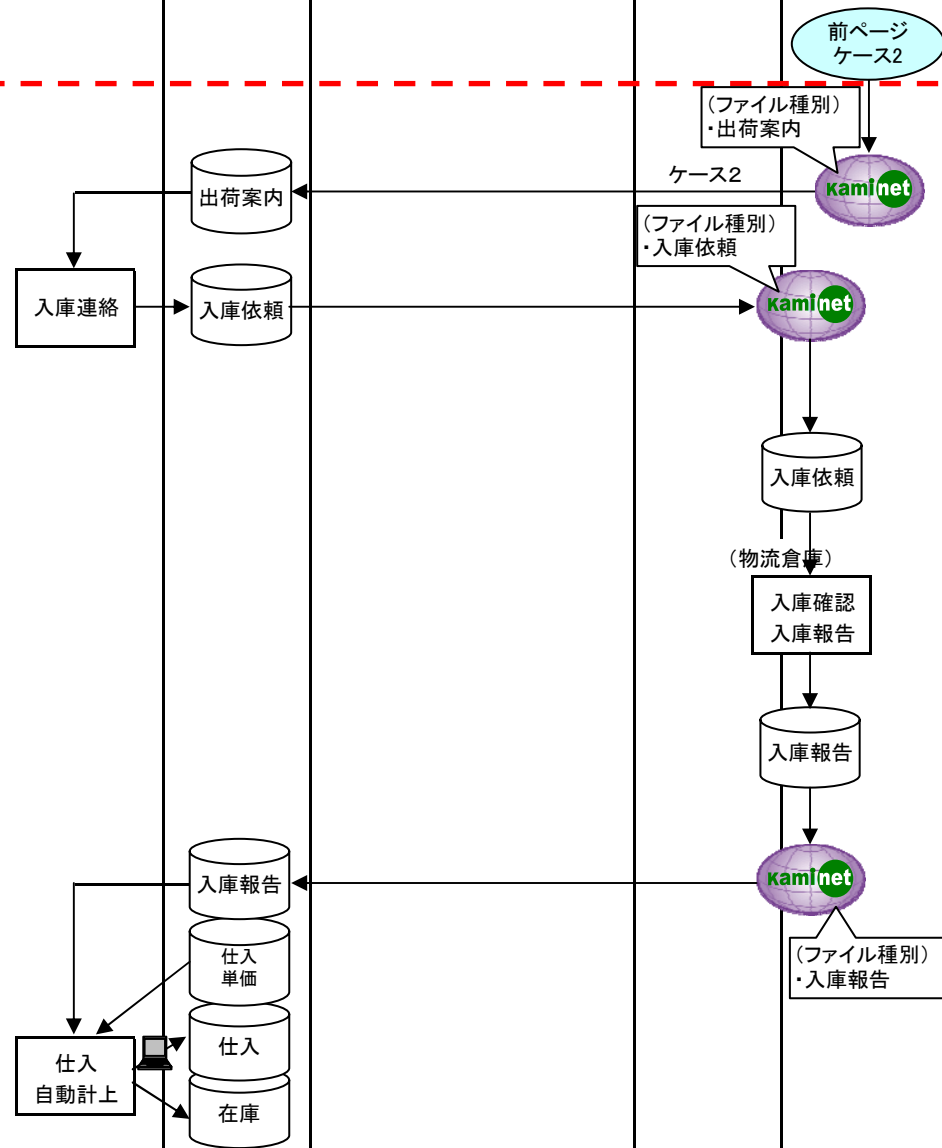 前ページ
ケース2
(ファイル種別)
・出荷案内
kaminet
ケース2
出荷案内
(ファイル種別)
・入庫依頼
kaminet
入庫連絡
入庫依頼
入庫依頼
(物流倉庫)
入庫確認
入庫報告
入庫報告
入庫報告
kaminet
(ファイル種別)
・入庫報告
仕入
単価
仕入
自動計上
仕入
在庫